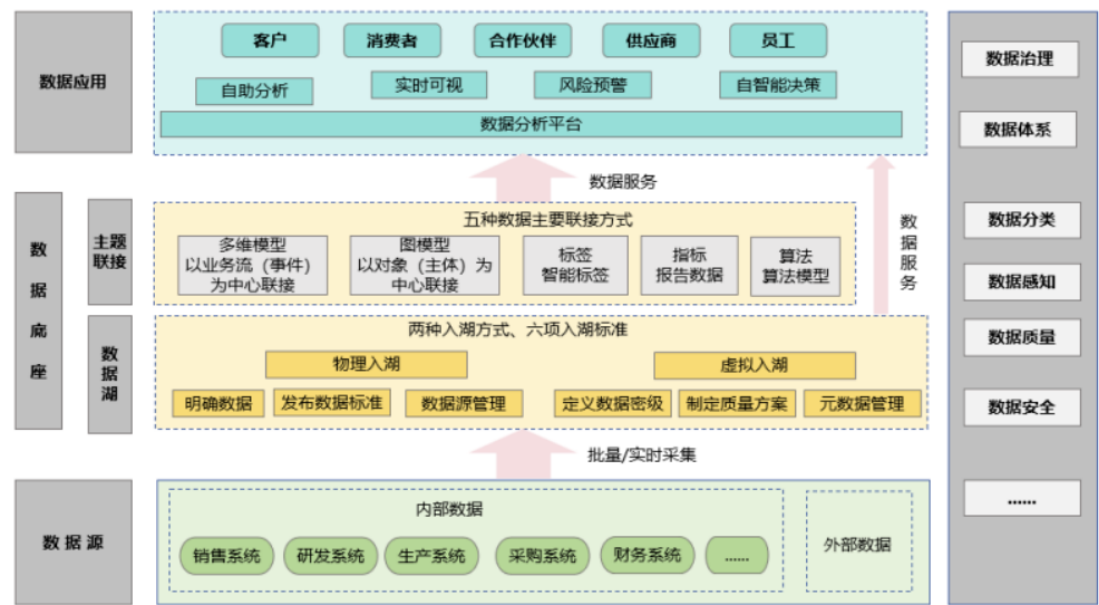 数据应用
客户
消费者
合作伙伴
供应商
员工
自助分析
实时可视
风险预警
自智能决策
数据分析平台
数据服务
数据服务
数据底座
主题
联接
五种数据主要联接方式
多维模型
以业务流（事件）
为中心联接
图模型
以对象（主体）为
中心联接
标签
智能标签
指标
报告数据
算法
算法模型
数据湖
两种入湖方式、六项入湖标准
物理入湖
虚拟入湖
明确数据
发布数据标准
数据源管理
定义数据密级
制定质量方案
元数据管理
批量/实时采集
数据源
内部数据
销售系统
研发系统
生产系统
采购系统
财务系统
......
外部数据
数据治理
数据体系
数据分类
数据感知
数据质量
数据安全
......